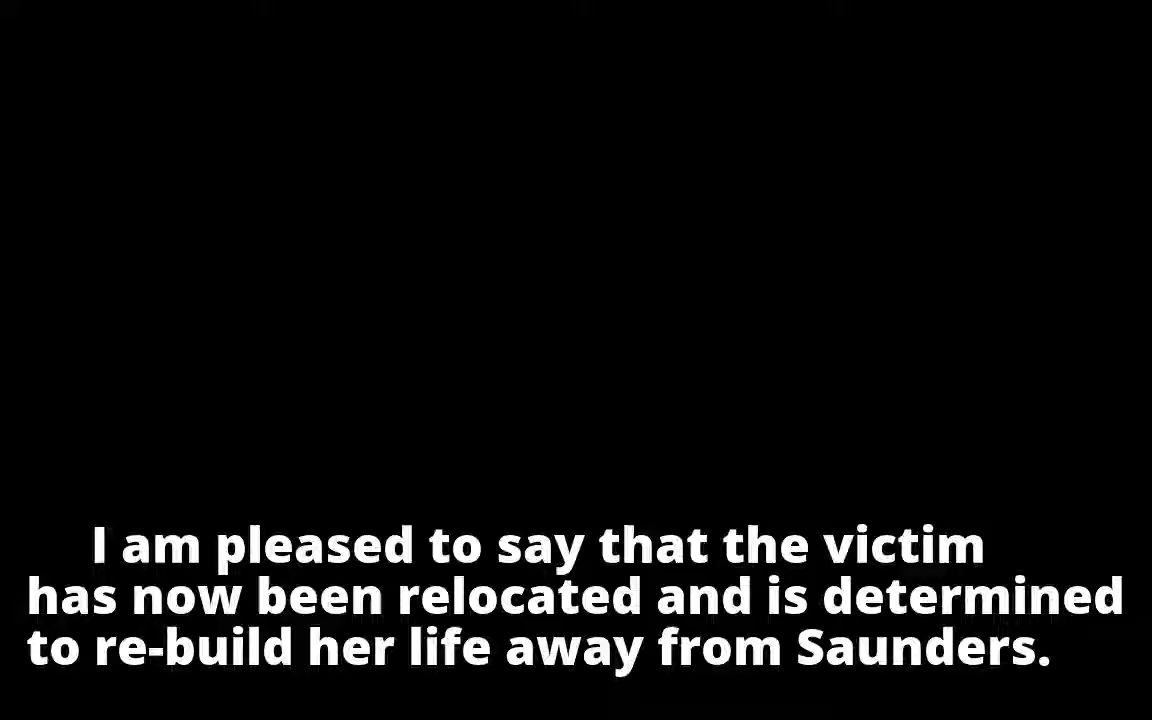 I am pleased to say that the victim
has now been relocated and is determined
to re-build her life away from Saunders.